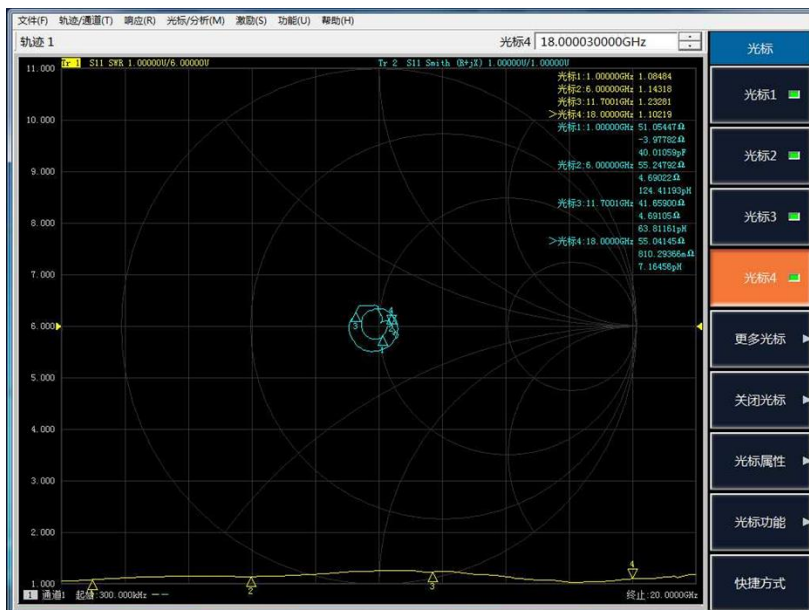 文件(F) 轨迹/通道(T) 响应(R) 光标/分析(M) 激励(S) 功能(U) 帮助(H)
轨迹 1 光标4 18.000030000GHz
光标
Tr 1 S11 SWR 1.00000U/6.00000U Tr 2 S11 Smith (R+jX) 1.00000U/1.00000U
11.000
10.000
9.000
8.000
7.000
6.000
5.000
4.000
3.000
2.000
1.000
光标1:1.00000GHz 1.08484
光标2:6.00000GHz 1.14318
光标3:11.7001GHz 1.23281
>光标4:18.0000GHz 1.10219
光标1:1.00000GHz 51.05447Ω
-3.97782Ω
40.01059pF
光标2:6.00000GHz 55.24792Ω
4.69022Ω
124.41193pH
光标3:11.7001GHz 41.65900Ω
4.69105Ω
63.81161pH
>光标4:18.0000GHz 55.04145Ω
810.29366mΩ
7.16456pH
3
4
1
1
2
3
4
1 通道1 起始:300.000kHz — — 终止:20.0000GHz
光标1
光标2
光标3
光标4
更多光标
关闭光标
光标属性
光标功能
快捷方式